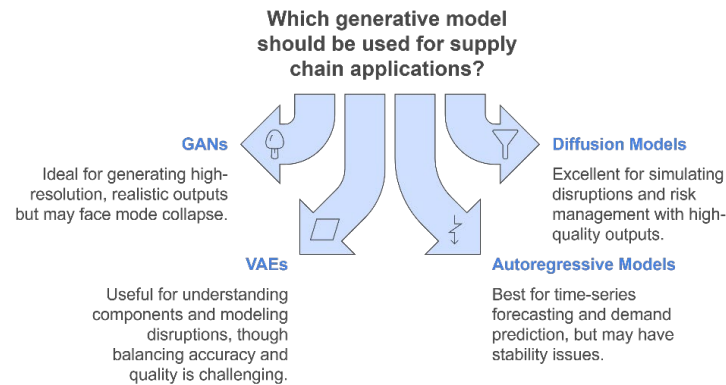 Which generative model
should be used for supply
chain applications?
GANs
Ideal for generating high-
resolution, realistic outputs
but may face mode collapse.
Diffusion Models
Excellent for simulating
disruptions and risk
management with high-
quality outputs.
VAEs
Useful for understanding
components and modeling
disruptions, though
balancing accuracy and
quality is challenging.
Autoregressive Models
Best for time-series
forecasting and demand
prediction, but may have
stability issues.